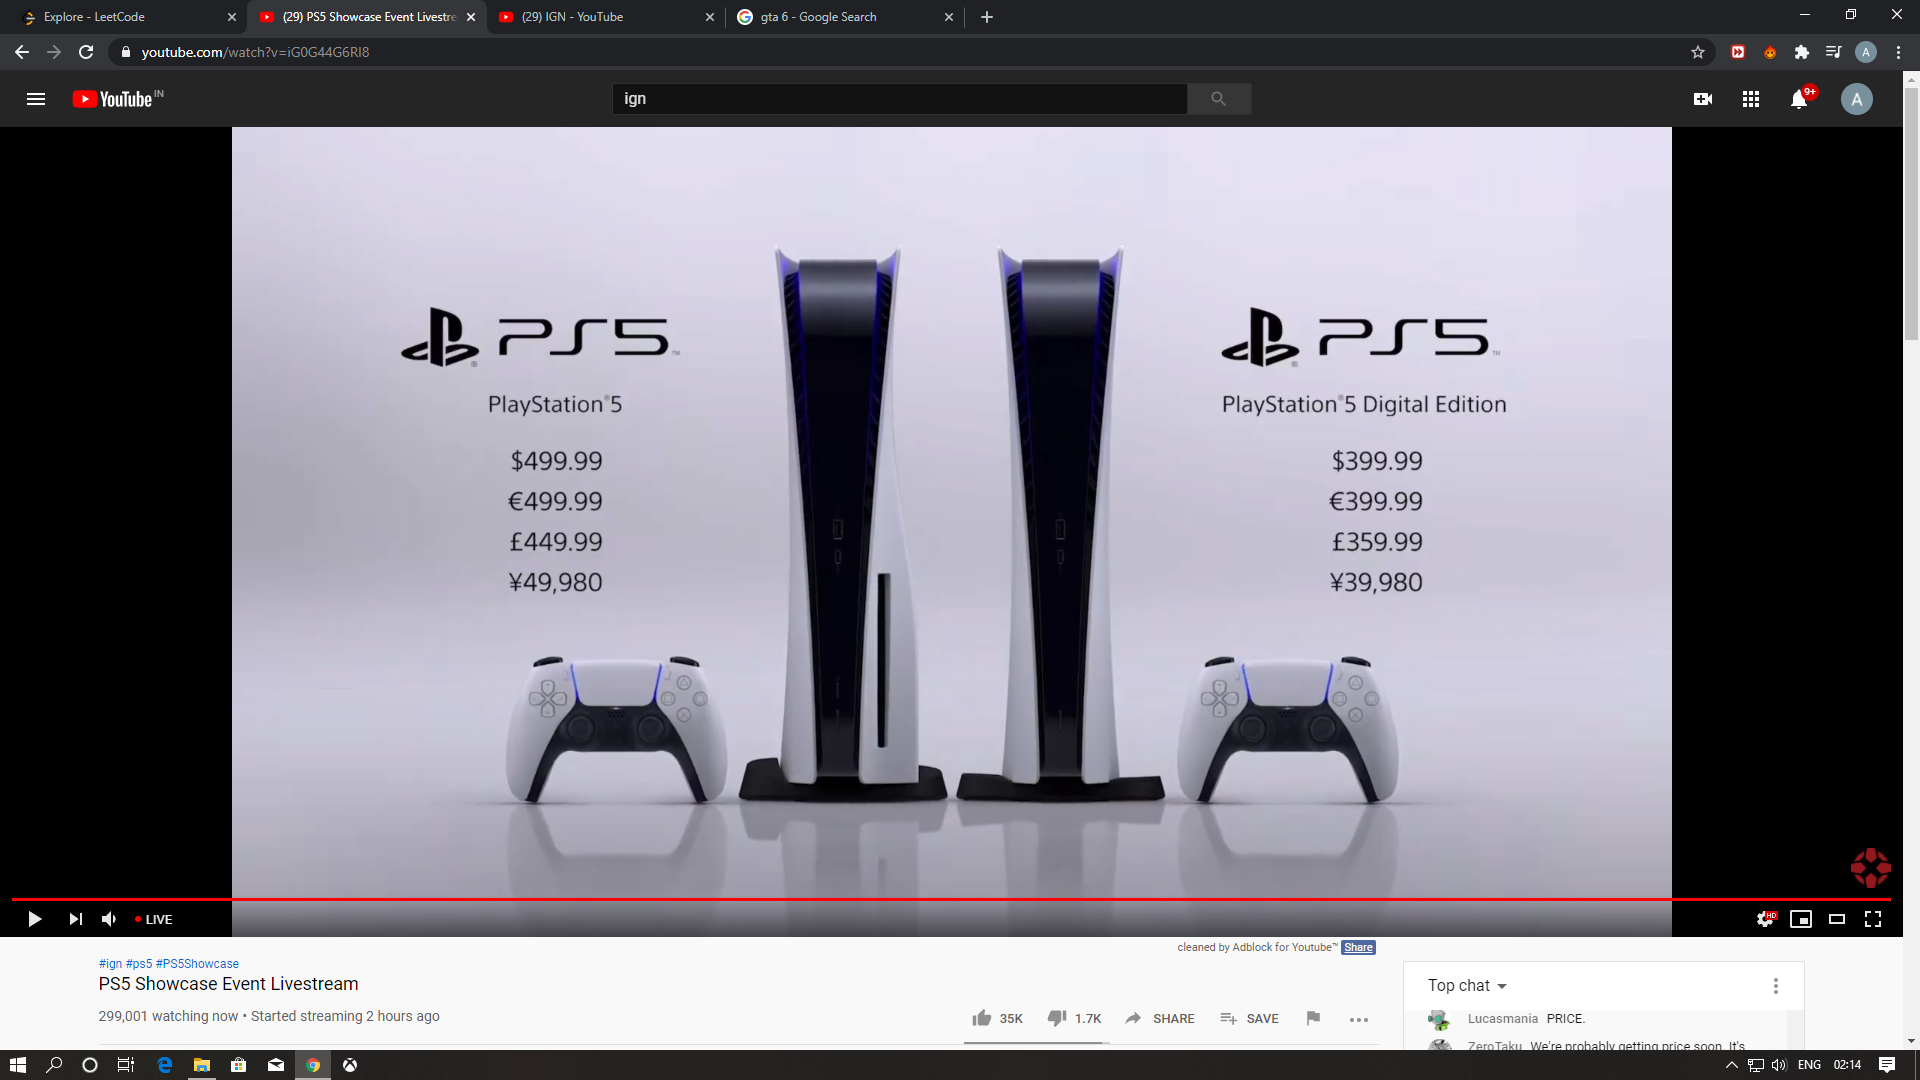 Explore - LeetCode
(29) PS5 Showcase Event Livestre
(29) IGN - YouTube
gta 6 - Google Search
youtube.com/watch?v=iG0G44G6RI8
A
YouTube IN
ign
9+
A
PS5™
PlayStation®5
$499.99
€499.99
£449.99
¥49,980
PS5™
PlayStation®5 Digital Edition
$399.99
€399.99
£359.99
¥39,980
LIVE
HD
cleaned by Adblock for Youtube™ Share
#ign #ps5 #PS5Showcase
PS5 Showcase Event Livestream
299,001 watching now • Started streaming 2 hours ago
35K
1.7K
SHARE
SAVE
Top chat
Lucasmania PRICE.
ZeroTaku We're probably getting price soon. It's
ENG
02:14